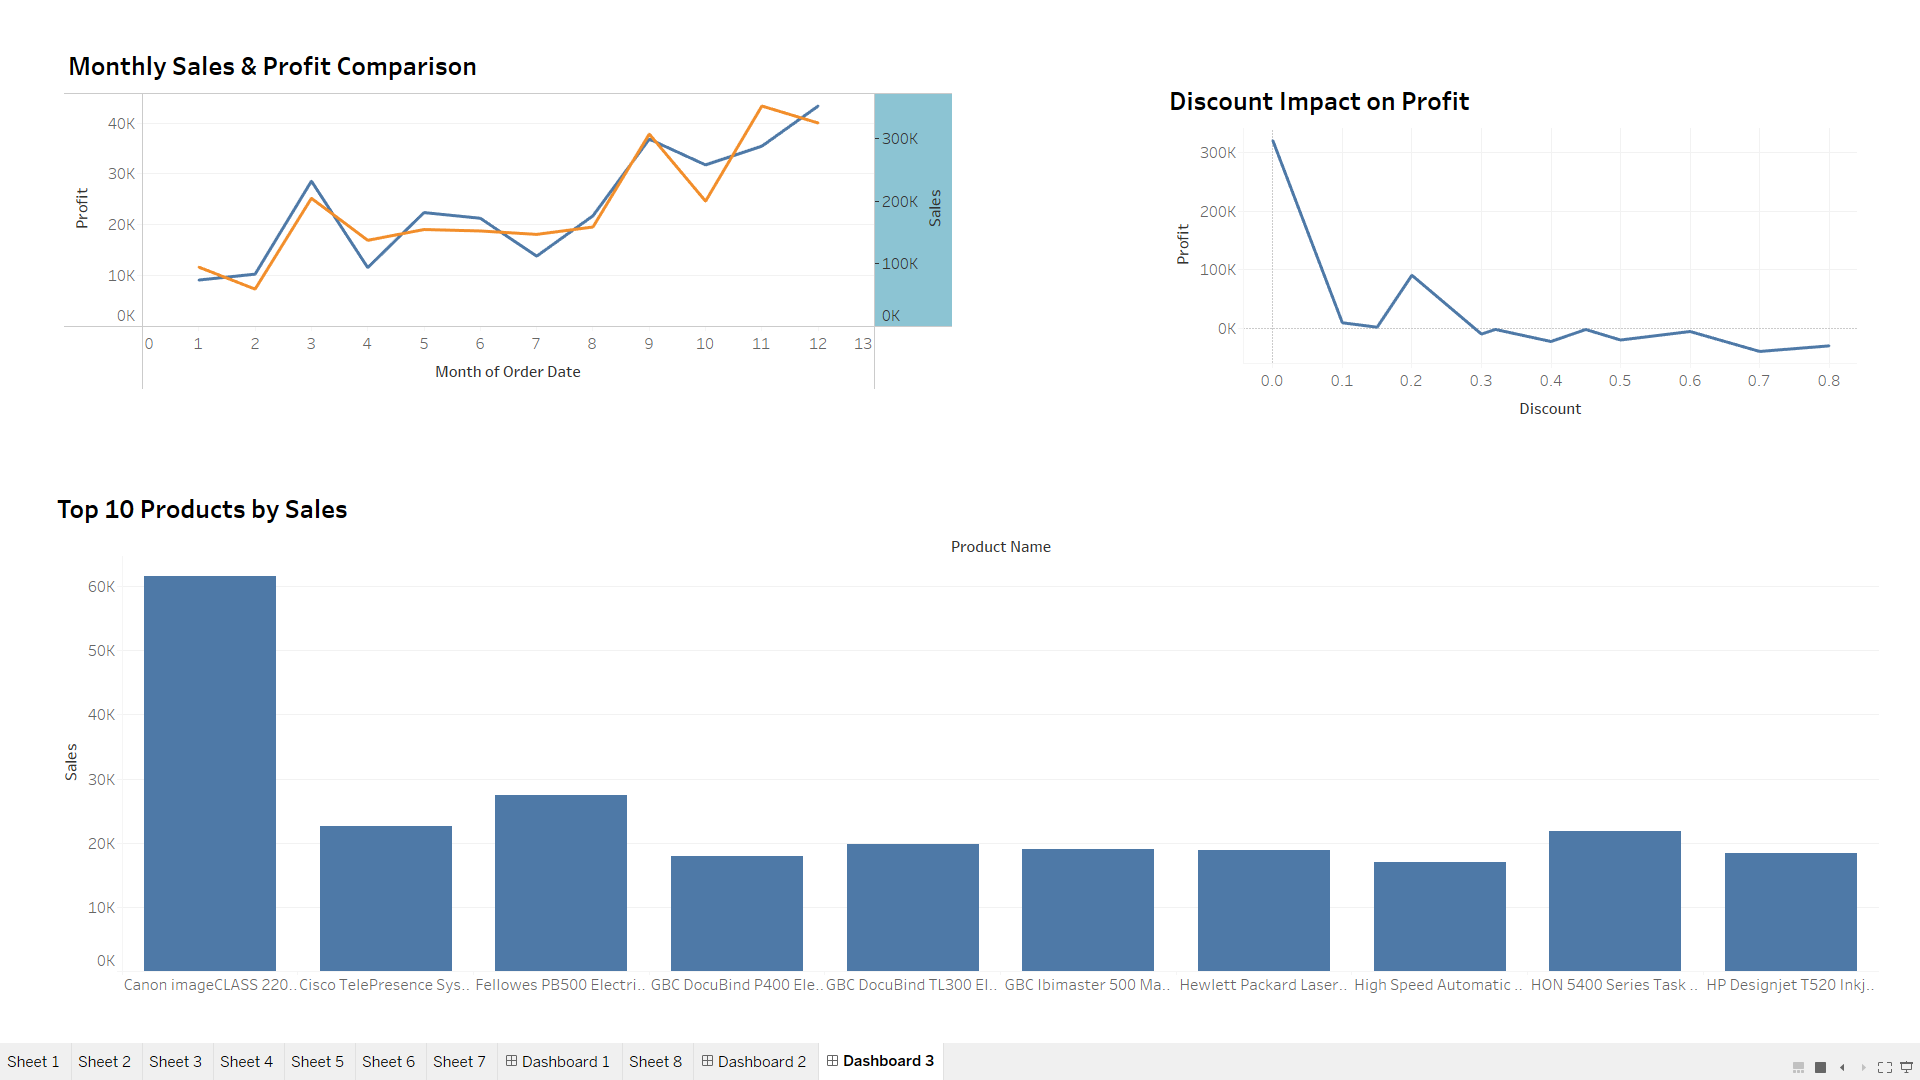 Monthly Sales & Profit Comparison
40K
30K
20K
10K
0K
Profit
300K
200K
100K
0K
Sales
0 1 2 3 4 5 6 7 8 9 10 11 12 13
Month of Order Date
Discount Impact on Profit
300K
200K
100K
0K
Profit
0.0 0.1 0.2 0.3 0.4 0.5 0.6 0.7 0.8
Discount
Top 10 Products by Sales
Product Name
60K
50K
40K
30K
20K
10K
0K
Sales
Canon imageCLASS 220.. Cisco TelePresence Sys.. Fellowes PB500 Electri.. GBC DocuBind P400 Ele.. GBC DocuBind TL300 El.. GBC Ibimaster 500 Ma.. Hewlett Packard Laser.. High Speed Automatic .. HON 5400 Series Task .. HP Designjet T520 Inkj..
Sheet 1 Sheet 2 Sheet 3 Sheet 4 Sheet 5 Sheet 6 Sheet 7 Dashboard 1 Sheet 8 Dashboard 2 Dashboard 3